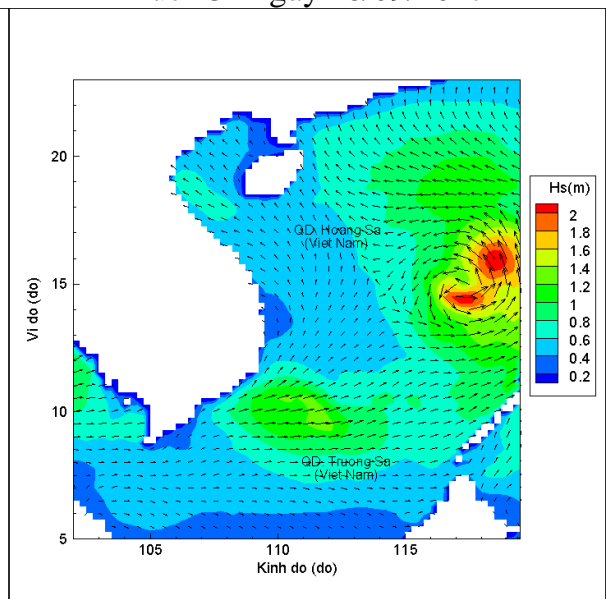 Hs(m)
2
1.8
1.6
1.4
1.2
1
0.8
0.6
0.4
0.2
20
15
10
5
Vi do (do)
QD. Hoang Sa
(Viet Nam)
QD. Truong Sa
(Viet Nam)
105
110
115
Kinh do (do)